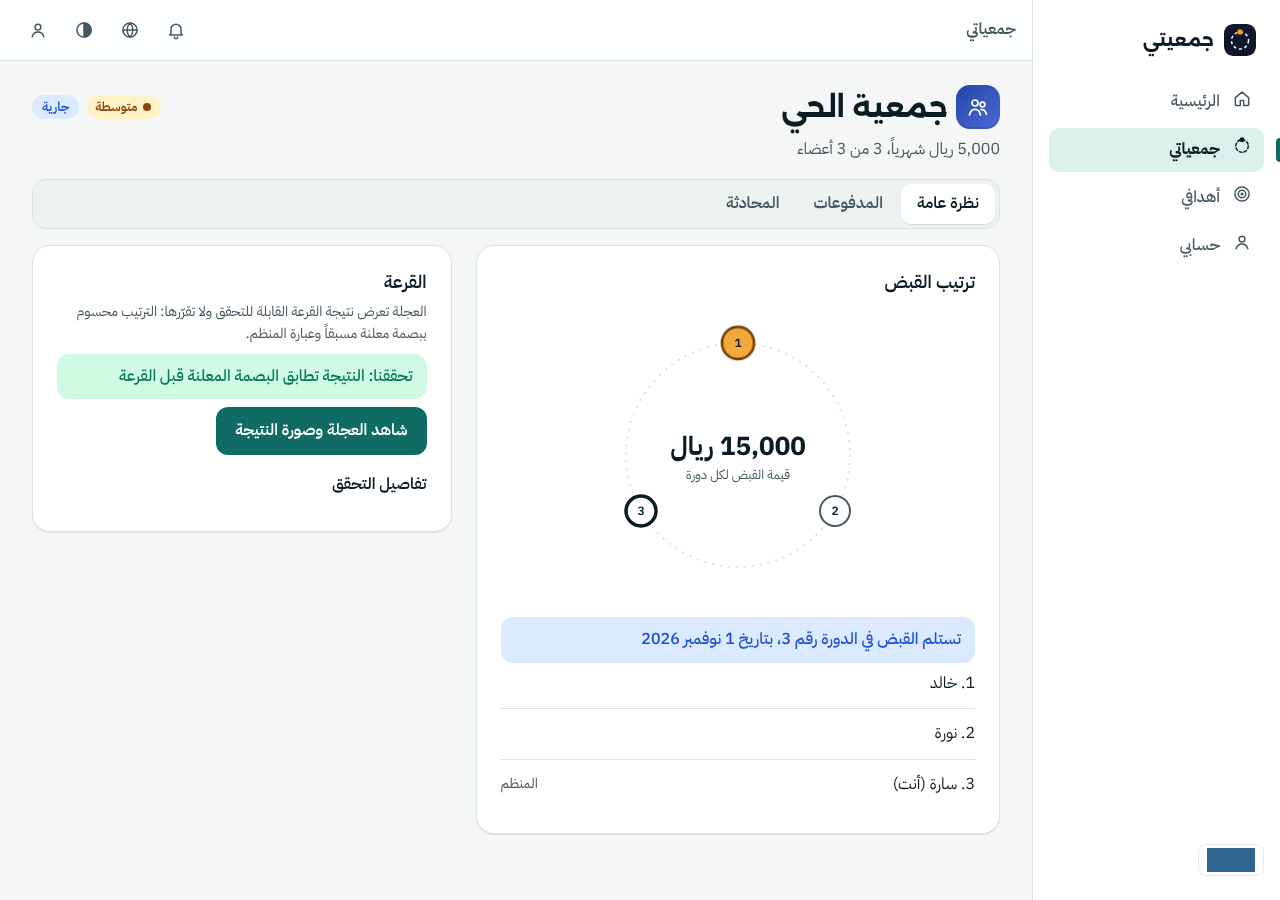 جمعيتي
الرئيسية
جمعياتي
أهدافي
حسابي
جمعياتي
جمعية الحي
متوسطة
جارية
5,000 ريال شهرياً، 3 من 3 أعضاء
نظرة عامة
المدفوعات
المحادثة
ترتيب القبض
1
15,000 ريال
قيمة القبض لكل دورة
2
3
تستلم القبض في الدورة رقم 3، بتاريخ 1 نوفمبر 2026
1. خالد
2. نورة
3. سارة (أنت)
المنظم
القرعة
العجلة تعرض نتيجة القرعة القابلة للتحقق ولا تقرّرها: الترتيب محسوم
ببصمة معلنة مسبقاً وعبارة المنظم.
تحققنا: النتيجة تطابق البصمة المعلنة قبل القرعة
شاهد العجلة وصورة النتيجة
تفاصيل التحقق